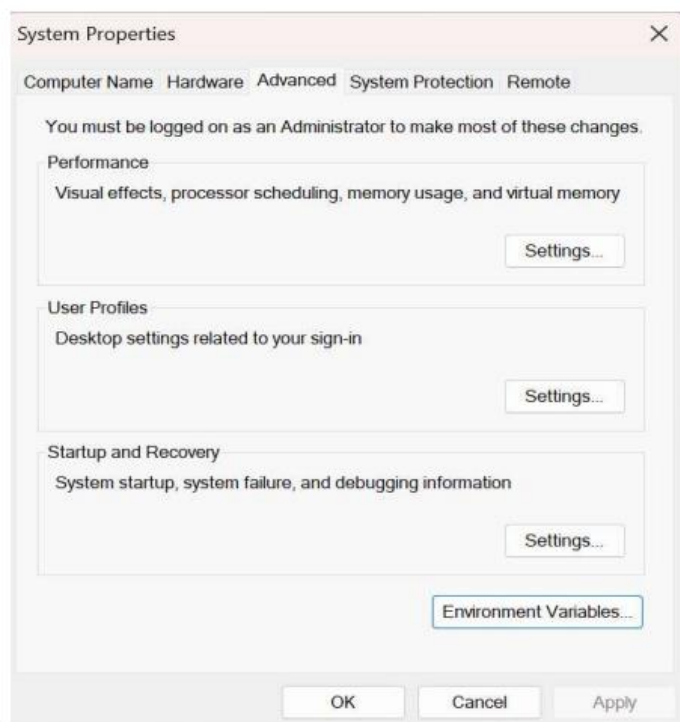 System Properties
Computer Name Hardware Advanced System Protection Remote
You must be logged on as an Administrator to make most of these changes.
Performance
Visual effects, processor scheduling, memory usage, and virtual memory
Settings...
User Profiles
Desktop settings related to your sign-in
Settings...
Startup and Recovery
System startup, system failure, and debugging information
Settings...
Environment Variables...
OK Cancel Apply